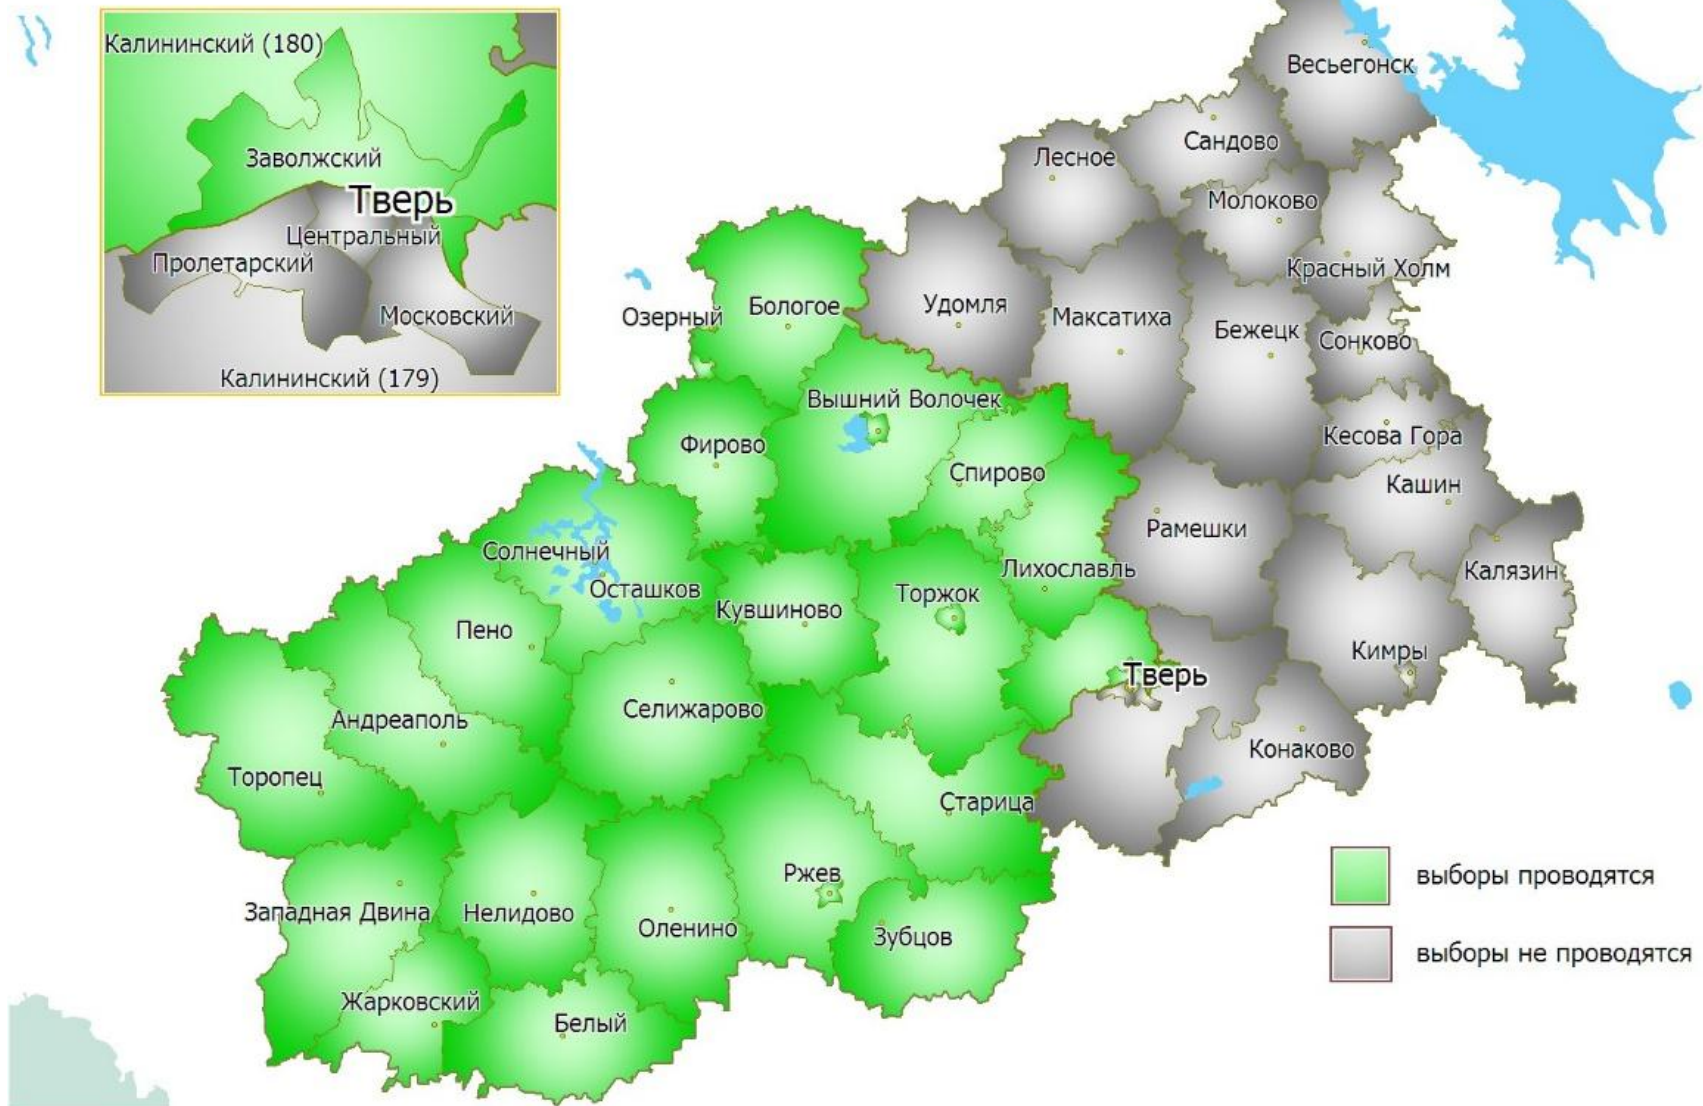 Калининский (180)
Заволжский
Тверь
Центральный
Пролетарский
Московский
Калининский (179)
Весьегонск
Сандово
Лесное
Молоково
Красный Холм
Озерный
Бологое
Удомля
Максатиха
Бежецк
Сонково
Вышний Волочек
Фирово
Спирово
Кесова Гора
Кашин
Рамешки
Солнечный
Осташков
Лихославль
Калязин
Кувшиново
Торжок
Пено
Кимры
Тверь
Андреаполь
Селижарово
Конаково
Торопец
Старица
Ржев
выборы проводятся
Западная Двина
Нелидово
Оленино
Зубцов
выборы не проводятся
Жарковский
Белый